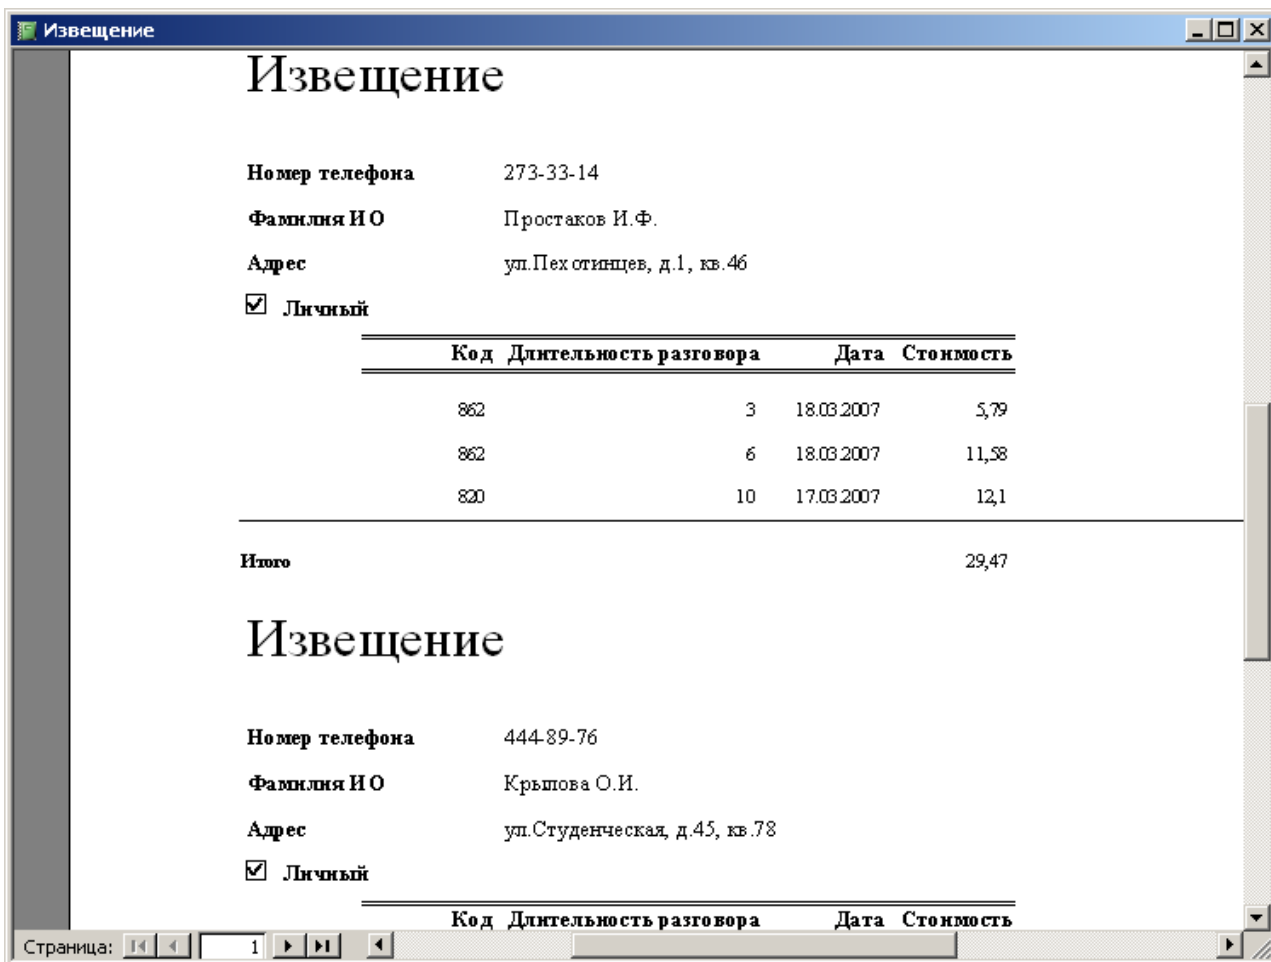 Извещение
Извещение
Номер телефона 273-33-14
Фамилия И О Простаков И.Ф.
Адрес ул.Пехотинцев, д.1, кв.46
Личный
Код Длительность разговора Дата Стоимость
862 3 18.03.2007 5,79
862 6 18.03.2007 11,58
820 10 17.03.2007 12,1
Итого 29,47
Извещение
Номер телефона 444-89-76
Фамилия И О Крылова О.И.
Адрес ул.Студенческая, д.45, кв.78
Личный
Код Длительность разговора Дата Стоимость
Страница: 1